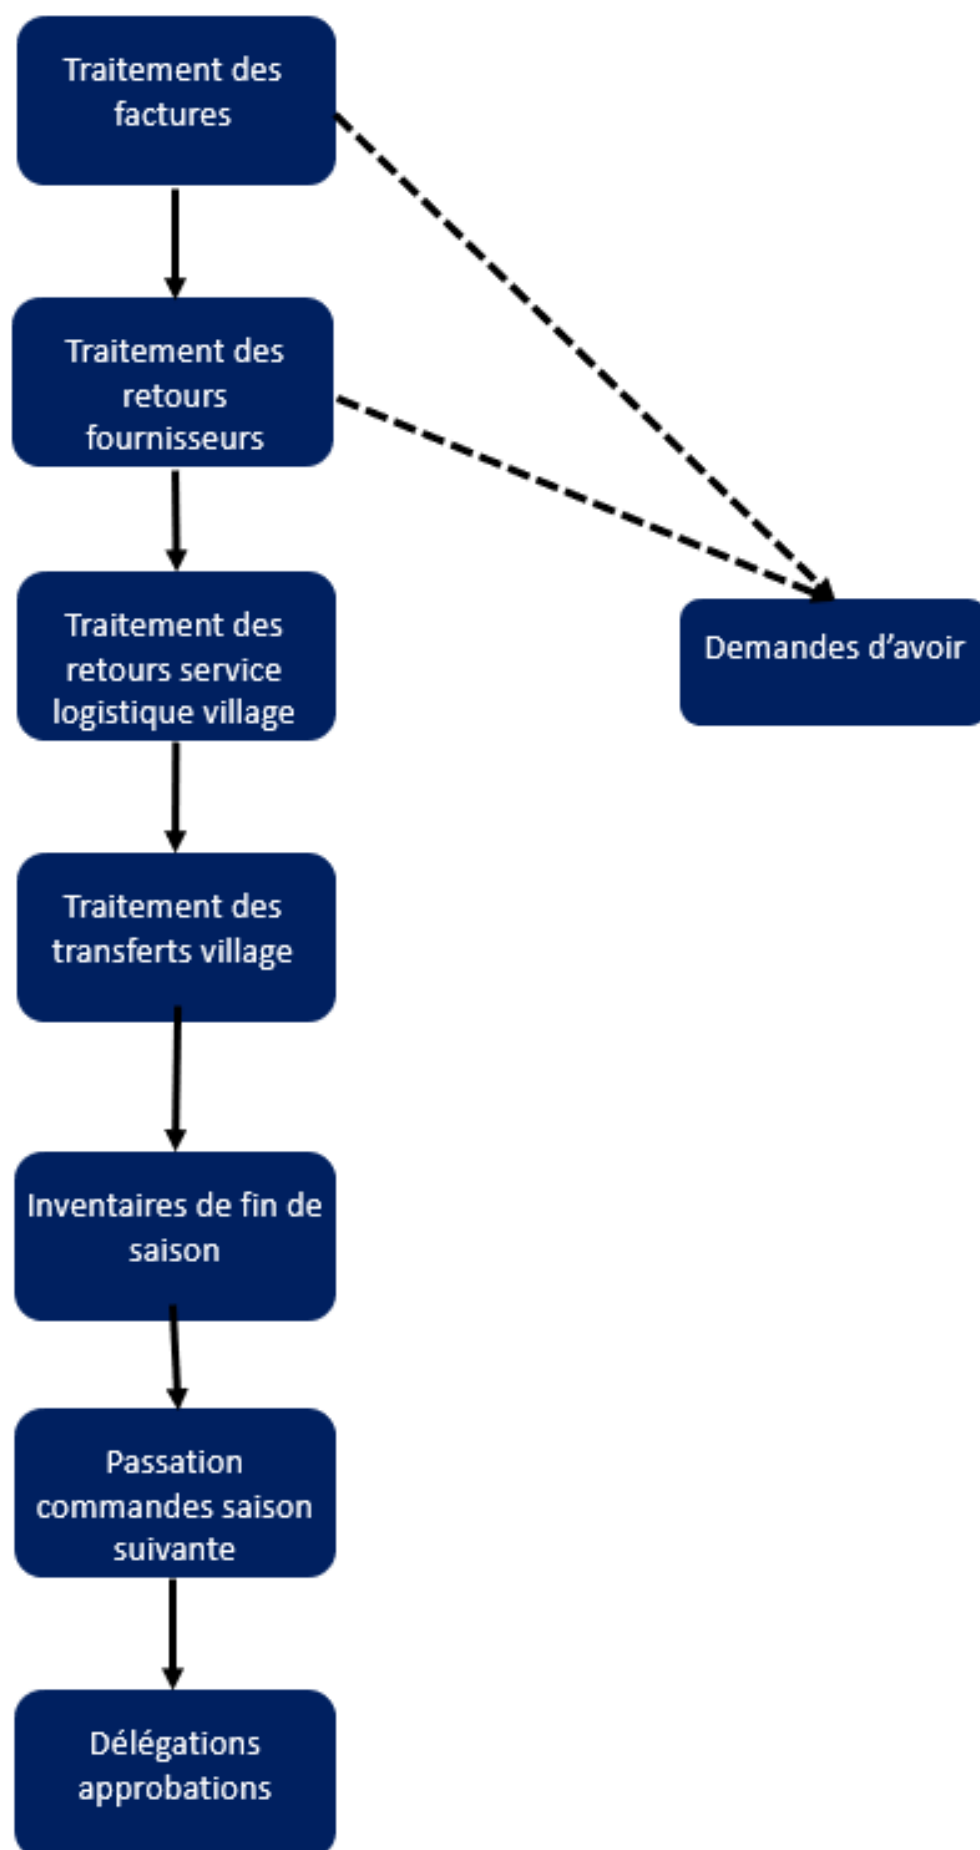 Traitement des
factures
Traitement des
retours
fournisseurs
Traitement des
retours service
logistique village
Demandes d’avoir
Traitement des
transferts village
Inventaires de fin de
saison
Passation
commandes saison
suivante
Délégations
approbations